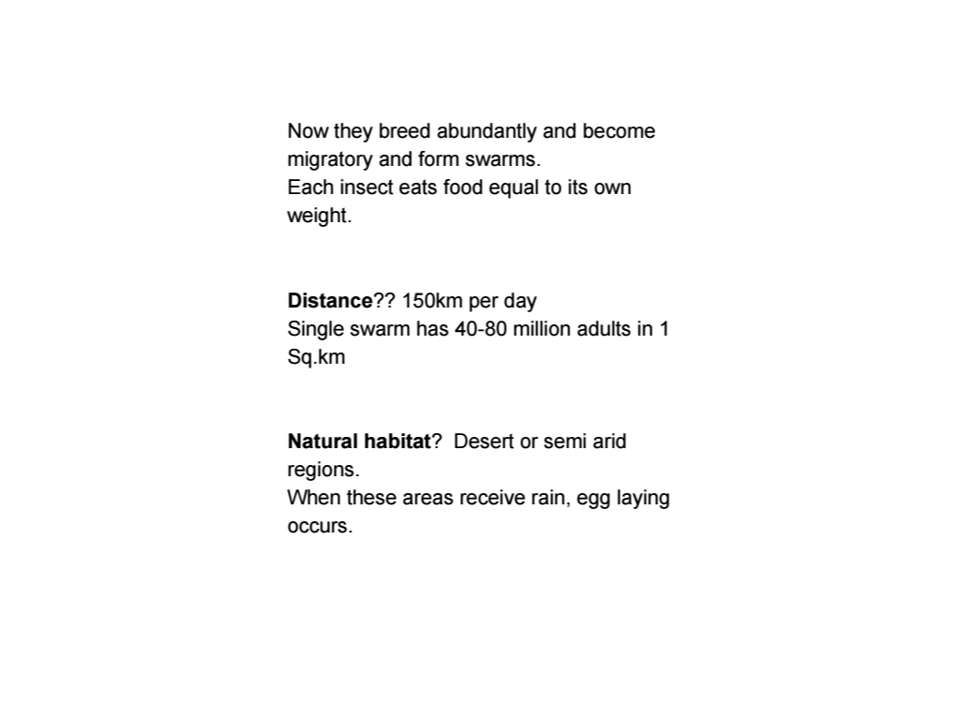 Now they breed abundantly and become
migratory and form swarms.
Each insect eats food equal to its own
weight.
Distance?? 150km per day
Single swarm has 40-80 million adults in 1
Sq.km
Natural habitat?  Desert or semi arid
regions.
When these areas receive rain, egg laying
occurs.